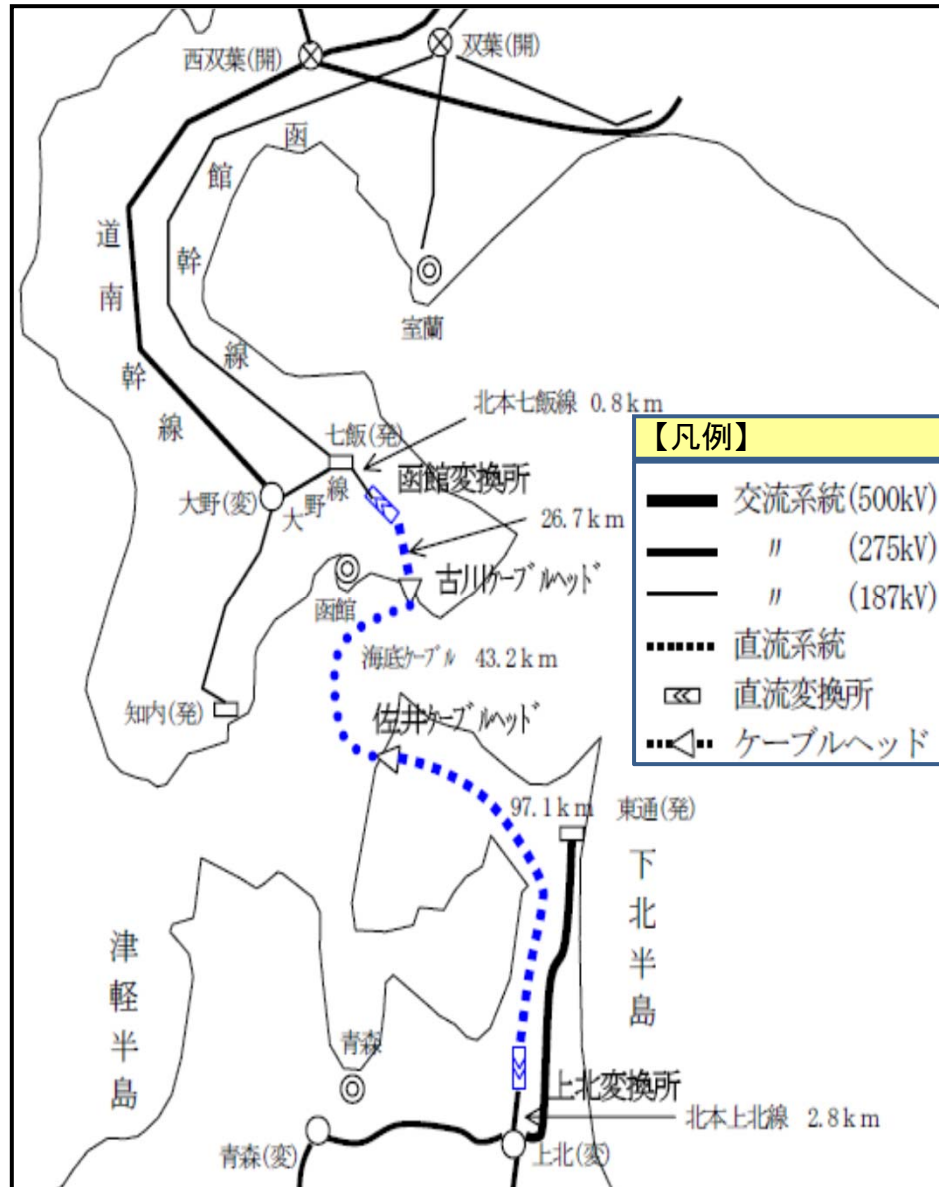 西双葉(開)
双葉(開)
函館幹線
道南幹線
室蘭
北本七飯線 0.8km
七飯(発)
函館変換所
大野(変)
大野線
26.7km
函館
古川ケーブルヘッド
海底ケーブル 43.2km
知内(発)
佐井ケーブルヘッド
97.1km
東通(発)
下北半島
津軽半島
青森
上北変換所
北本上北線 2.8km
青森(変)
上北(変)
【凡例】
交流系統(500kV)
〃 (275kV)
〃 (187kV)
直流系統
直流変換所
ケーブルヘッド